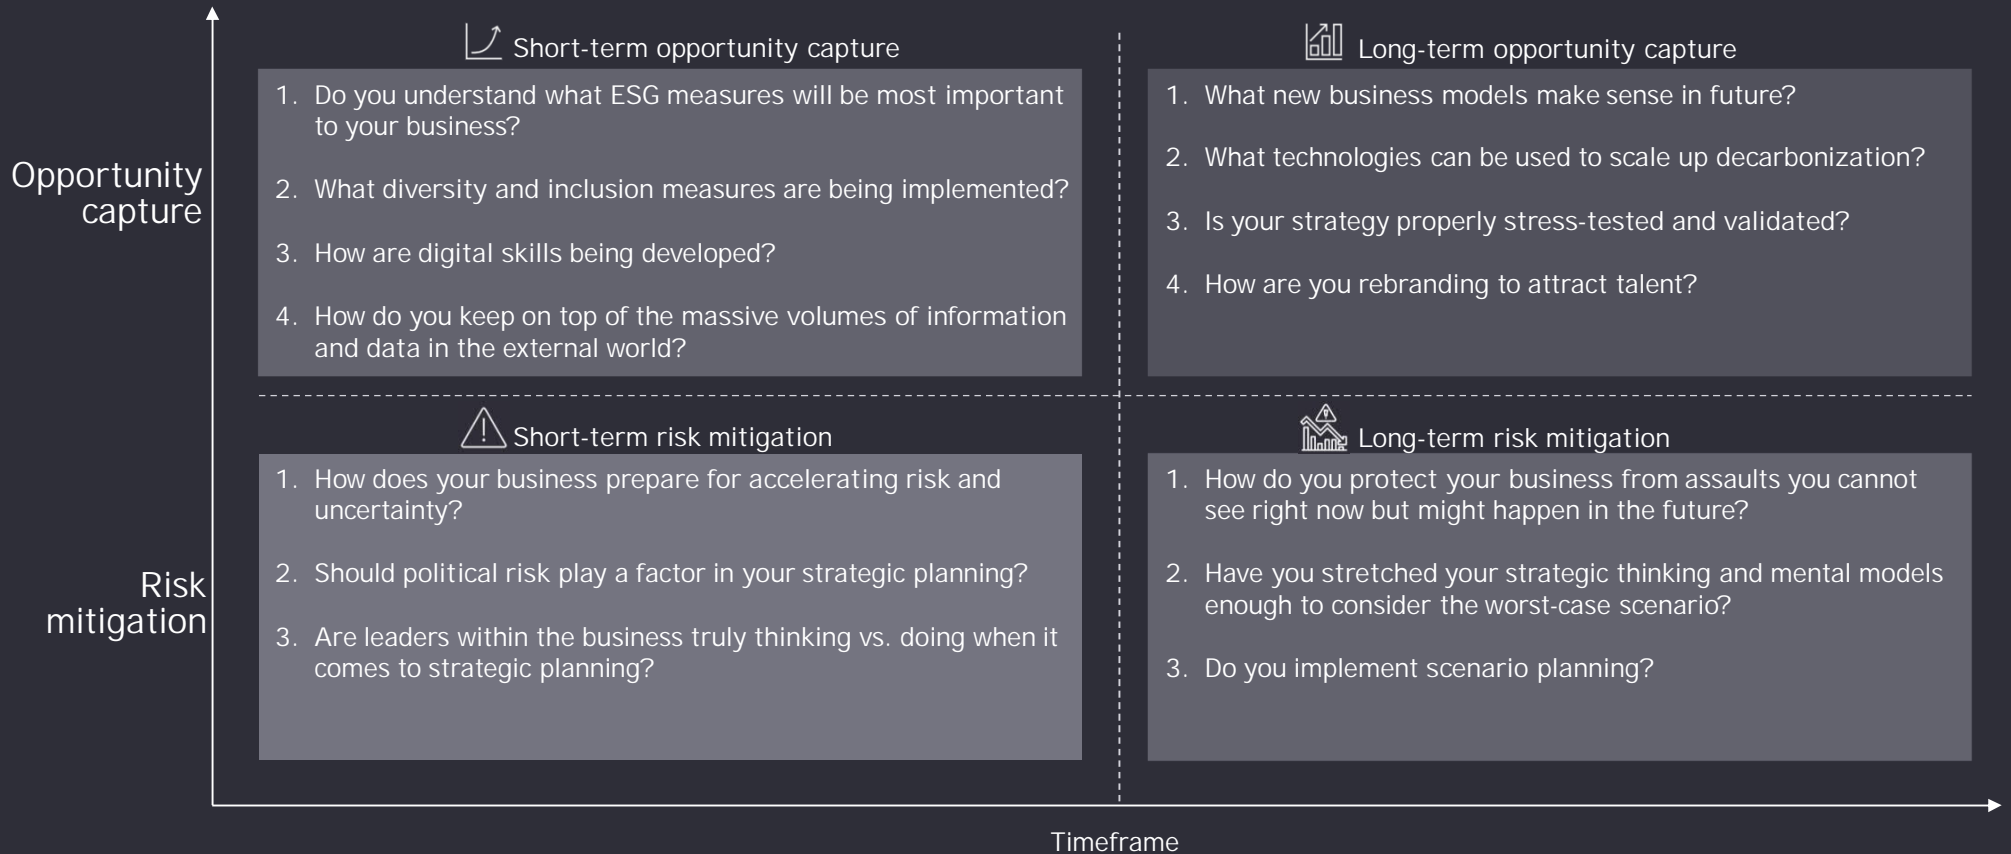 Opportunity
capture
Short-term opportunity capture
1. Do you understand what ESG measures will be most important
to your business?
2. What diversity and inclusion measures are being implemented?
3. How are digital skills being developed?
4. How do you keep on top of the massive volumes of information
and data in the external world?
Long-term opportunity capture
1. What new business models make sense in future?
2. What technologies can be used to scale up decarbonization?
3. Is your strategy properly stress-tested and validated?
4. How are you rebranding to attract talent?
Risk
mitigation
Short-term risk mitigation
1. How does your business prepare for accelerating risk and
uncertainty?
2. Should political risk play a factor in your strategic planning?
3. Are leaders within the business truly thinking vs. doing when it
comes to strategic planning?
Long-term risk mitigation
1. How do you protect your business from assaults you cannot
see right now but might happen in the future?
2. Have you stretched your strategic thinking and mental models
enough to consider the worst-case scenario?
3. Do you implement scenario planning?
Timeframe